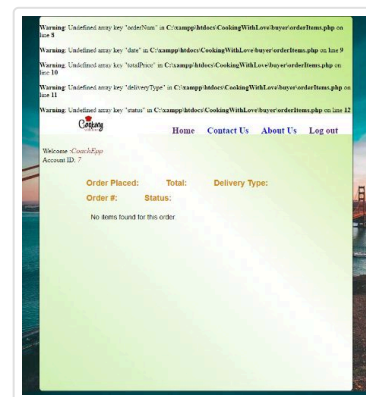 Warning: Undefined array key "orderNum" in C:\xampp\htdocs\CookingWithLove\buyer\orderItems.php on
line 8
Warning: Undefined array key "date" in C:\xampp\htdocs\CookingWithLove\buyer\orderItems.php on line 9
Warning: Undefined array key "totalPrice" in C:\xampp\htdocs\CookingWithLove\buyer\orderItems.php on
line 10
Warning: Undefined array key "deliveryType" in C:\xampp\htdocs\CookingWithLove\buyer\orderItems.php on
line 11
Warning: Undefined array key "status" in C:\xampp\htdocs\CookingWithLove\buyer\orderItems.php on line 12
Cooking Home Contact Us About Us Log out
Welcome :CoachEpp
Account ID: 7
Order Placed: Total: Delivery Type:
Order #: Status:
No items found for this order